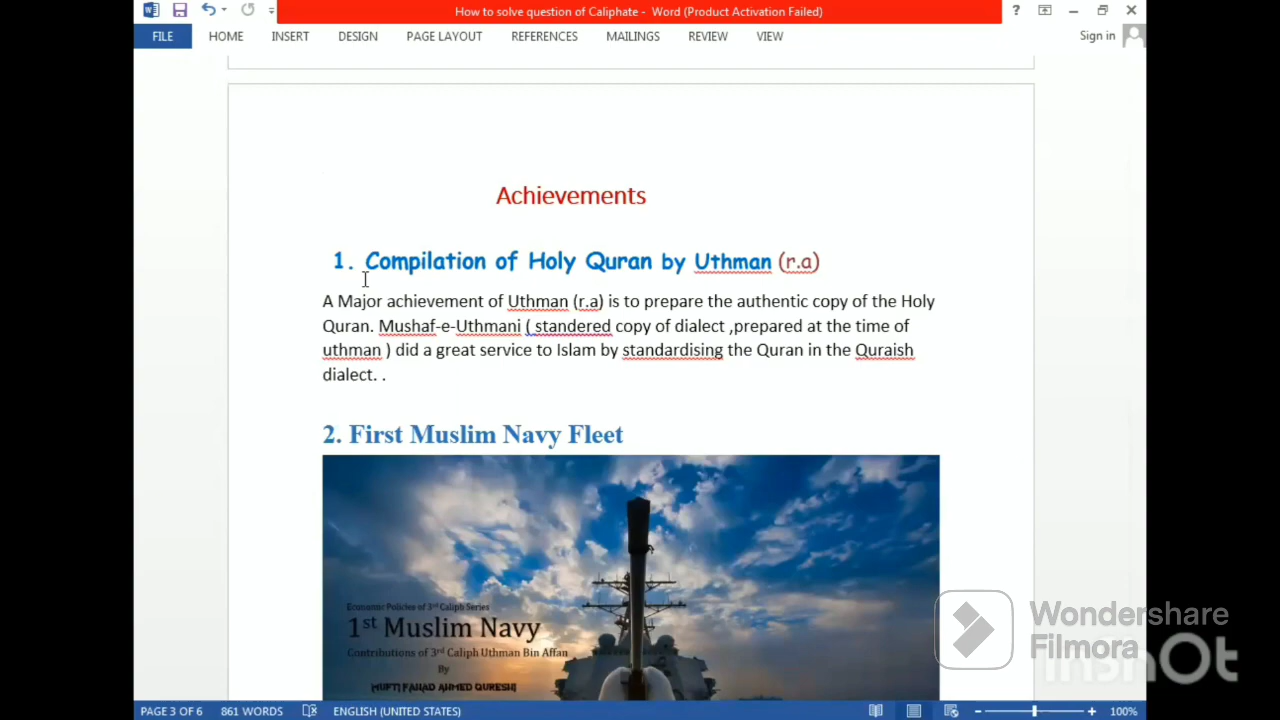 How to solve question of Caliphate - Word (Product Activation Failed)
?
FILE HOME INSERT DESIGN PAGE LAYOUT REFERENCES MAILINGS REVIEW VIEW Sign in
Achievements
1. Compilation of Holy Quran by Uthman (r.a)
A Major achievement of Uthman (r.a) is to prepare the authentic copy of the Holy
Quran. Mushaf-e-Uthmani ( standered copy of dialect ,prepared at the time of
uthman ) did a great service to Islam by standardising the Quran in the Quraish
dialect. .
2. First Muslim Navy Fleet
Economic Policies of 3rd Caliph Series
1st Muslim Navy
Contributions of 3rd Caliph Uthman Bin Affan
By
MUFTI FAHAD AHMED QURESHI
Wondershare
Filmora
InShOt
PAGE 3 OF 6 861 WORDS ENGLISH (UNITED STATES) 100%